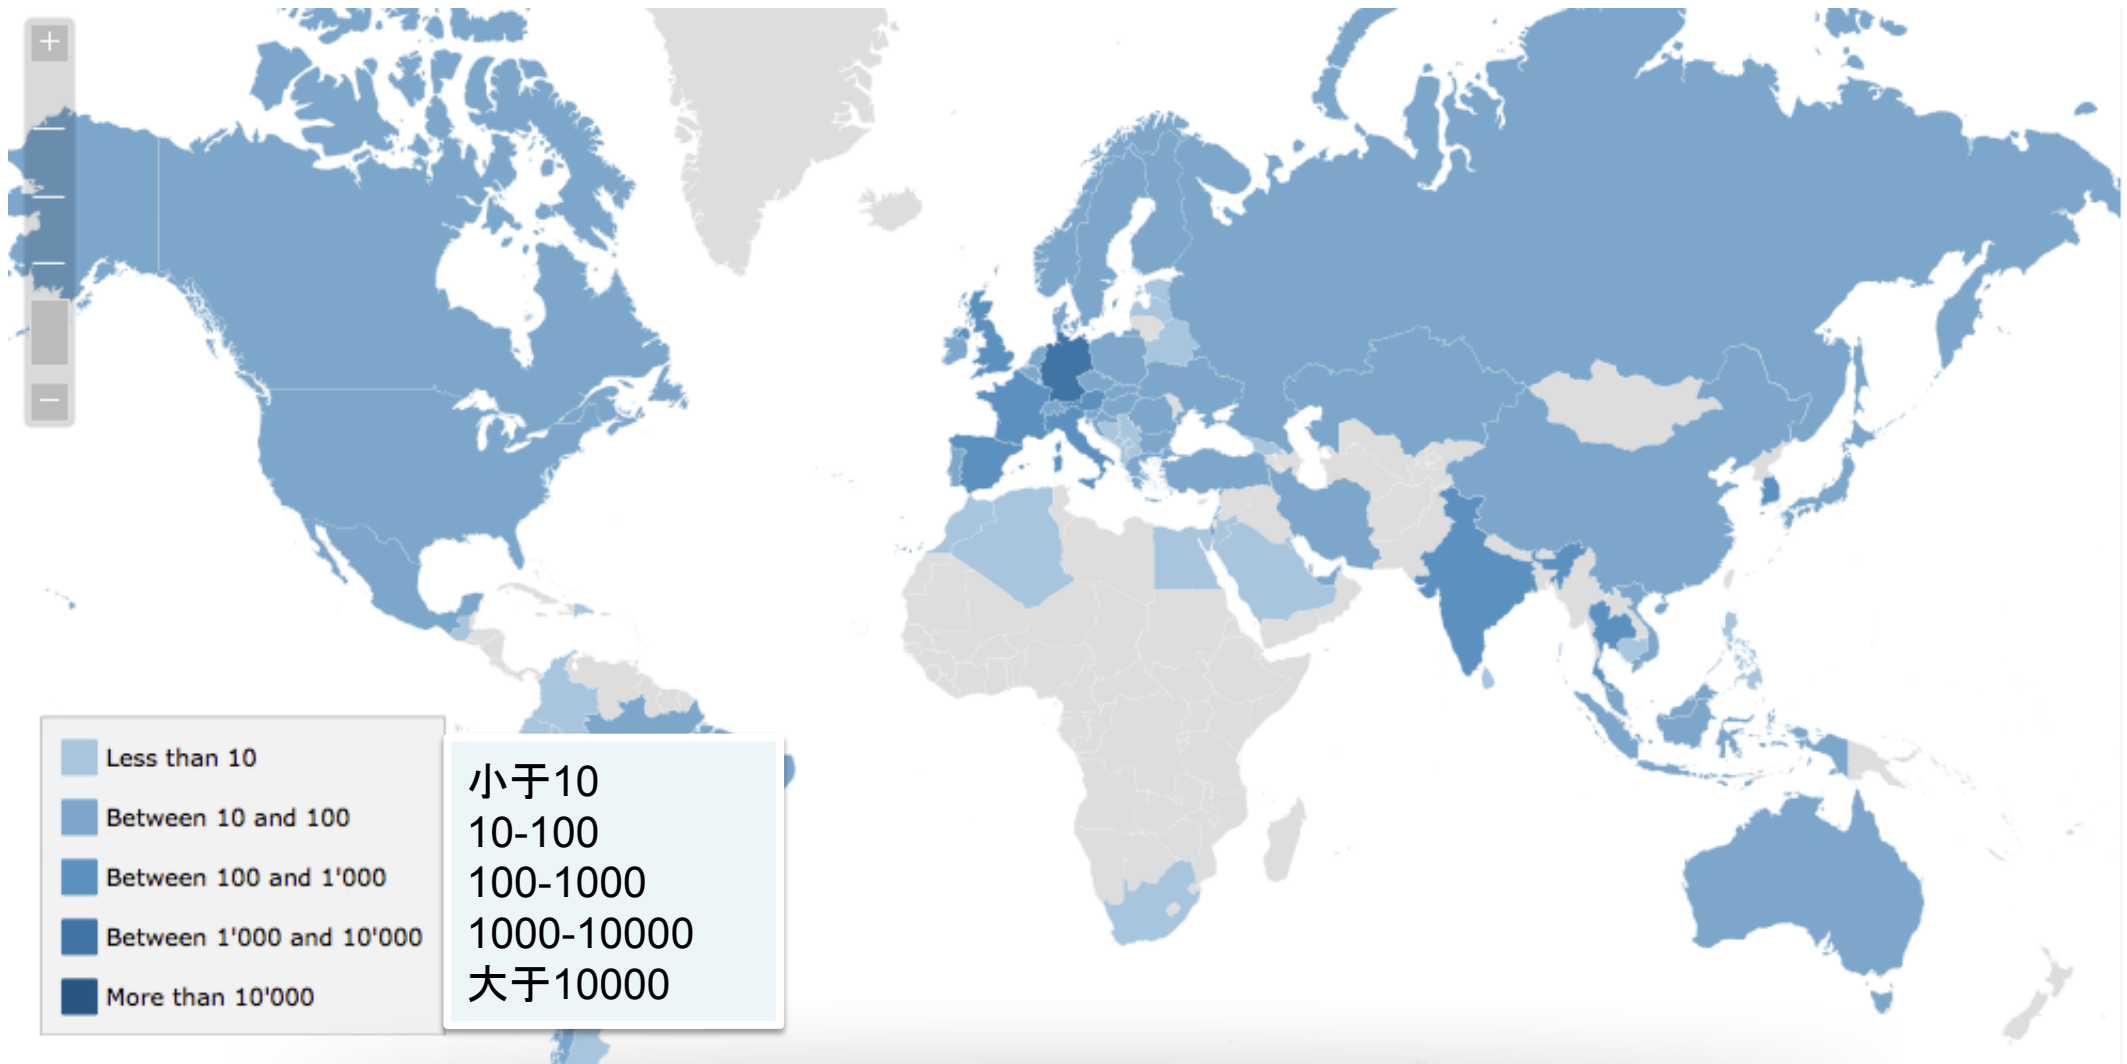 +
−
Less than 10
Between 10 and 100
Between 100 and 1'000
Between 1'000 and 10'000
More than 10'000
小于10
10-100
100-1000
1000-10000
大于10000